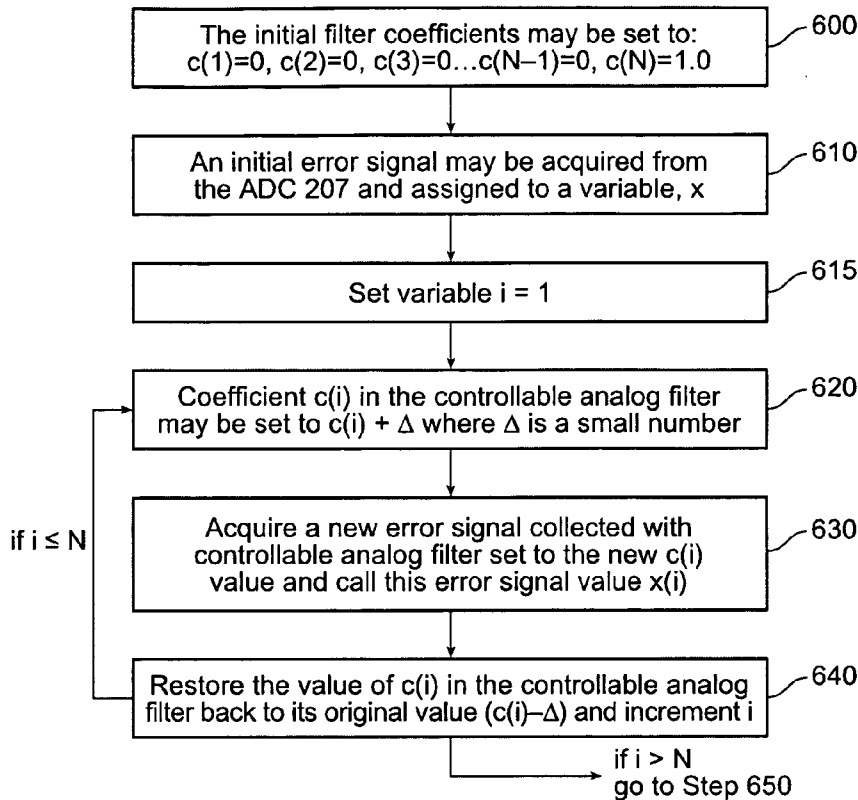 The initial filter coefficients may be set to:
c(1)=0, c(2)=0, c(3)=0...c(N–1)=0, c(N)=1.0
600
An initial error signal may be acquired from
the ADC 207 and assigned to a variable, x
610
Set variable i = 1
615
Coefficient c(i) in the controllable analog filter
may be set to c(i) + Δ where Δ is a small number
620
if i ≤ N
Acquire a new error signal collected with
controllable analog filter set to the new c(i)
value and call this error signal value x(i)
630
Restore the value of c(i) in the controllable analog
filter back to its original value (c(i)–Δ) and increment i
640
if i > N
go to Step 650